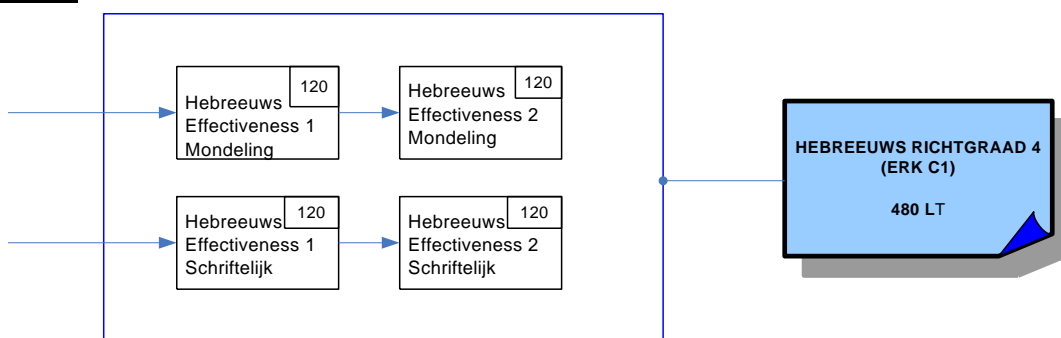 120
Hebreeuws
Effectiveness 1
Mondeling
120
Hebreeuws
Effectiveness 2
Mondeling
120
Hebreeuws
Effectiveness 1
Schriftelijk
120
Hebreeuws
Effectiveness 2
Schriftelijk
HEBREEUWS RICHTGRAAD 4
(ERK C1)
480 LT